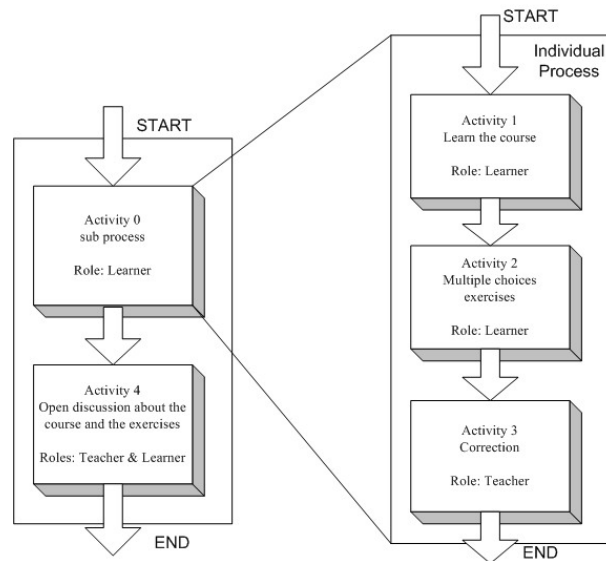 START
Activity 0
sub process
Role: Learner
Activity 4
Open discussion about the
course and the exercises
Roles: Teacher & Learner
END
START
Individual
Process
Activity 1
Learn the course
Role: Learner
Activity 2
Multiple choices
exercises
Role: Learner
Activity 3
Correction
Role: Teacher
END